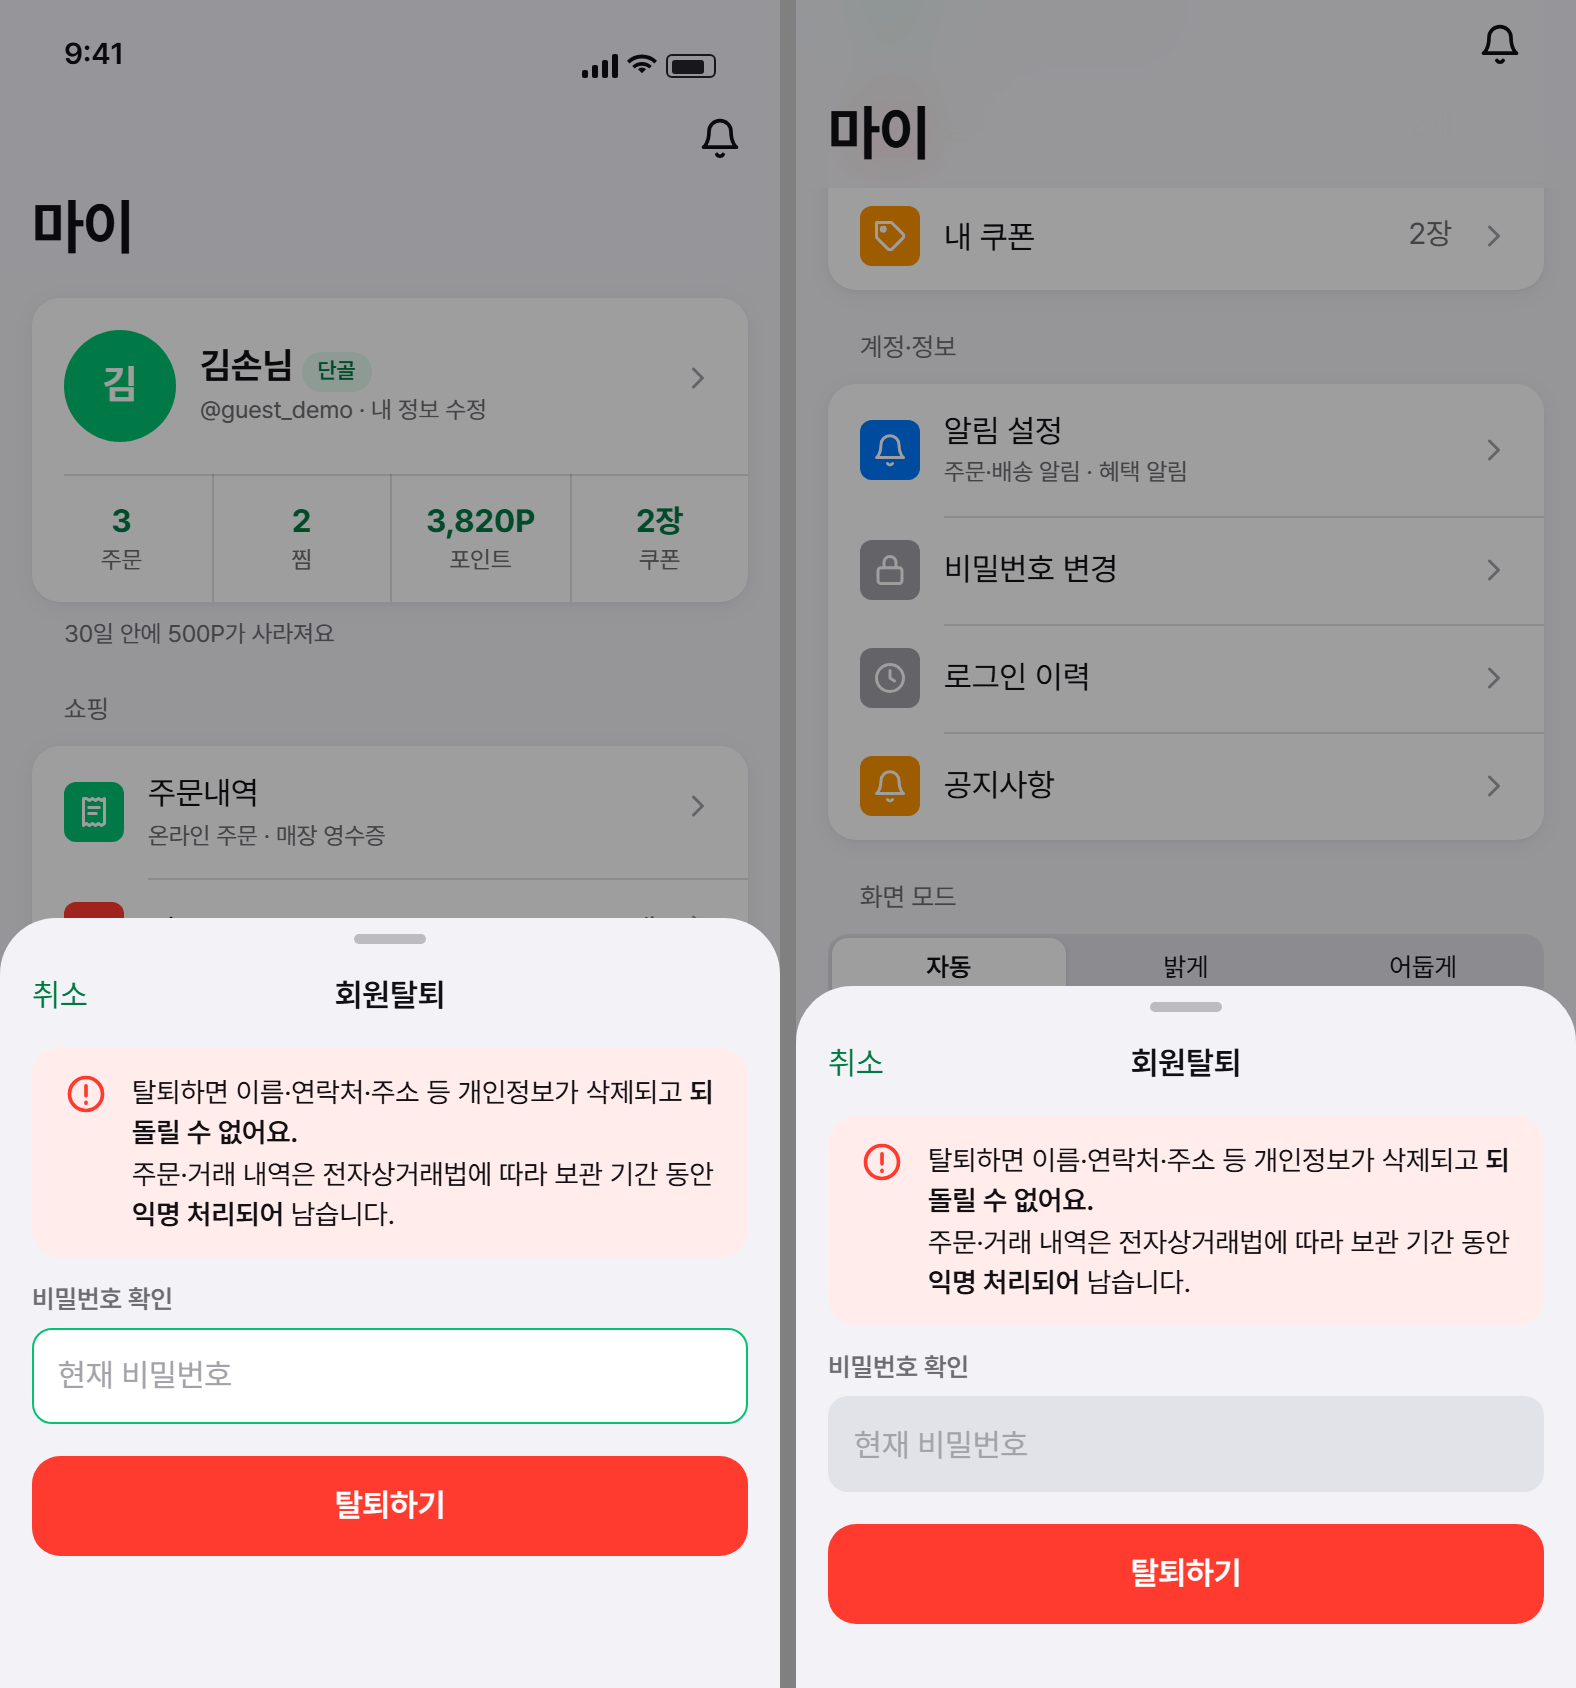 9:41
마이
김
김손님 단골
@guest_demo · 내 정보 수정
3 2 3,820P 2장
주문 찜 포인트 쿠폰
30일 안에 500P가 사라져요
쇼핑
주문내역
온라인 주문 · 매장 영수증
취소 회원탈퇴
탈퇴하면 이름·연락처·주소 등 개인정보가 삭제되고 되
돌릴 수 없어요.
주문·거래 내역은 전자상거래법에 따라 보관 기간 동안
익명 처리되어 남습니다.
비밀번호 확인
현재 비밀번호
탈퇴하기
마이
내 쿠폰 2장
계정·정보
알림 설정
주문·배송 알림 · 혜택 알림
비밀번호 변경
로그인 이력
공지사항
화면 모드
자동 밝게 어둡게
취소 회원탈퇴
탈퇴하면 이름·연락처·주소 등 개인정보가 삭제되고 되
돌릴 수 없어요.
주문·거래 내역은 전자상거래법에 따라 보관 기간 동안
익명 처리되어 남습니다.
비밀번호 확인
현재 비밀번호
탈퇴하기